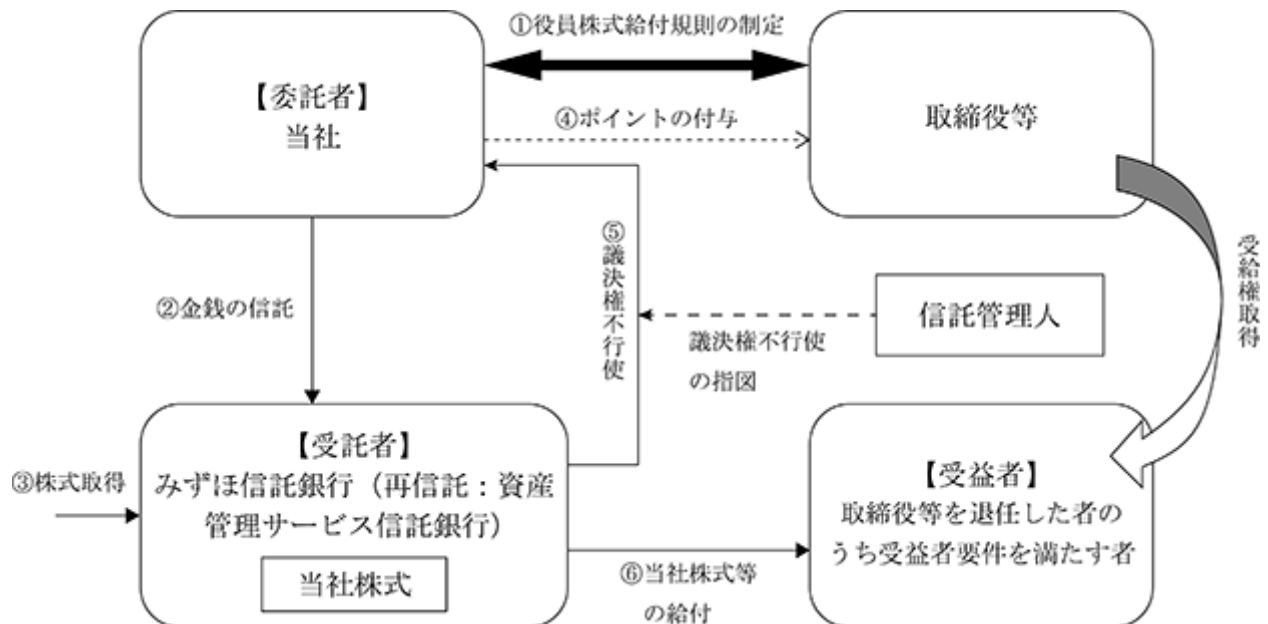 ①役員株式給付規則の制定
【委託者】
当社
④ポイントの付与
取締役等
⑤議決権不行使
受給権取得
②金銭の信託
議決権不行使
の指図
信託管理人
③株式取得
【受託者】
みずほ信託銀行（再信託：資産
管理サービス信託銀行）
当社株式
⑥当社株式等
の給付
【受益者】
取締役等を退任した者の
うち受益者要件を満たす者